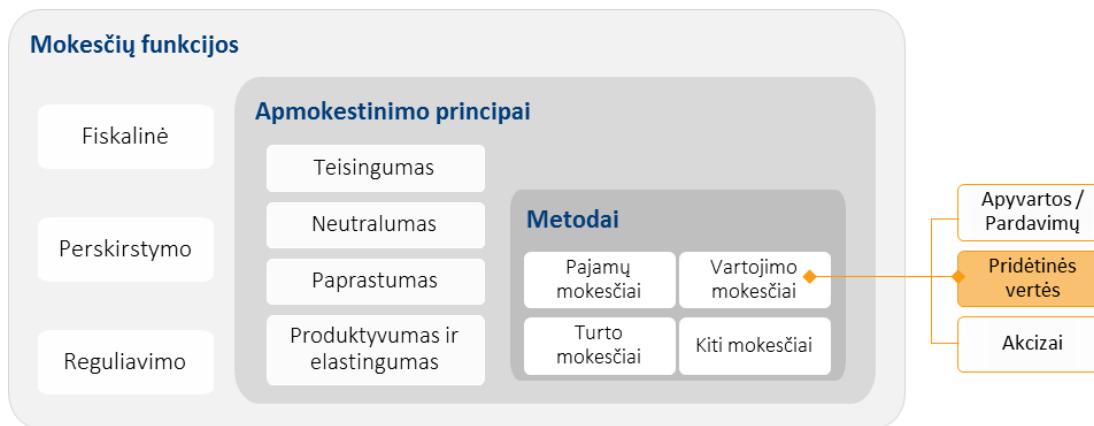 Mokesčių funkcijos
Fiskalinė
Perskirstymo
Reguliavimo
Apmokestinimo principai
Teisingumas
Neutralumas
Paprastumas
Produktyvumas ir
elastingumas
Metodai
Pajamų
mokesčiai
Vartojimo
mokesčiai
Turto
mokesčiai
Kiti mokesčiai
Apyvartos /
Pardavimų
Pridėtinės
vertės
Akcizai